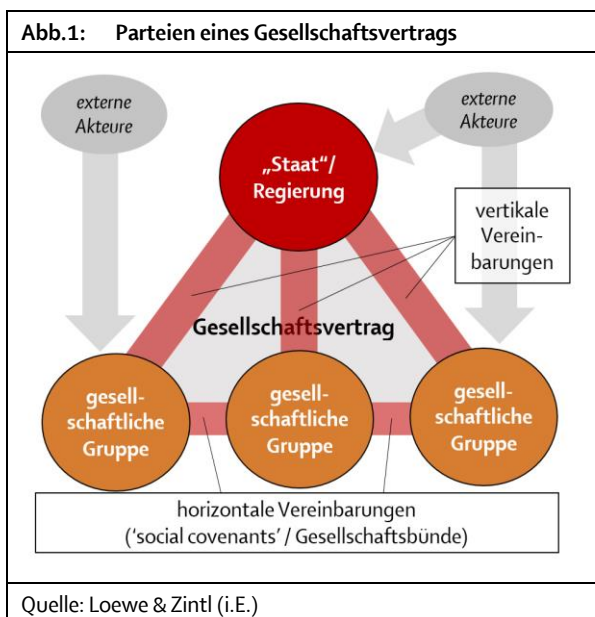 Abb.1: Parteien eines Gesellschaftsvertrags
externe
Akteure
externe
Akteure
„Staat“/
Regierung
vertikale
Verein-
barungen
Gesellschaftsvertrag
gesell-
schaftliche
Gruppe
gesell-
schaftliche
Gruppe
gesell-
schaftliche
Gruppe
horizontale Vereinbarungen
(‘social covenants’ / Gesellschaftsbünde)
Quelle: Loewe & Zintl (i.E.)